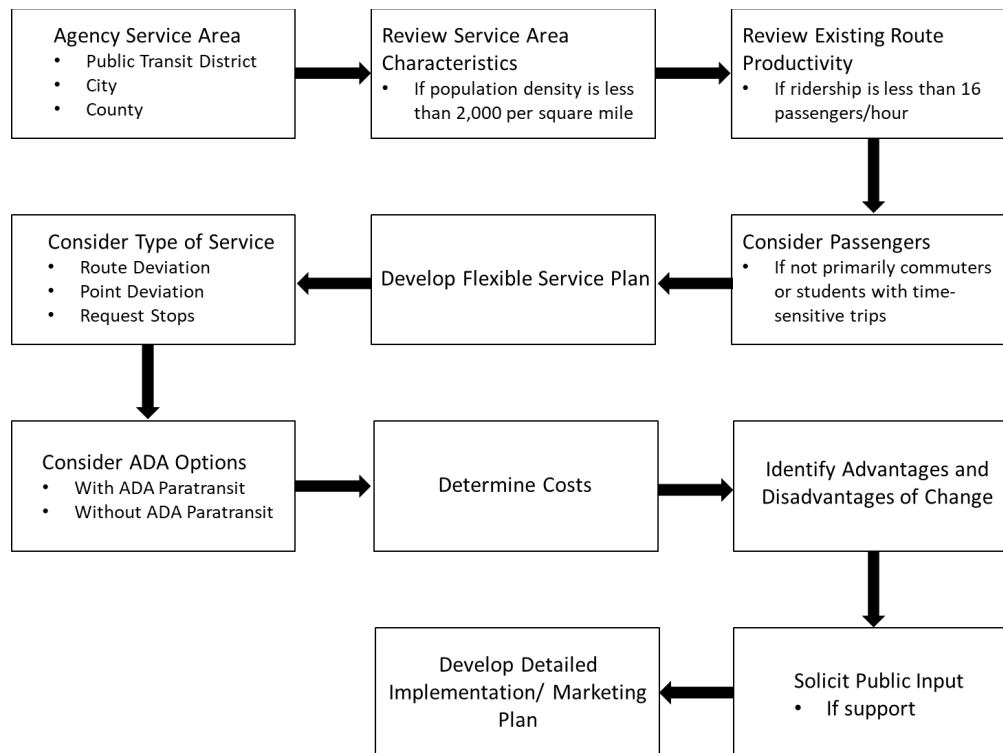 Agency Service Area
• Public Transit District
• City
• County
Review Service Area
Characteristics
• If population density is less
than 2,000 per square mile
Review Existing Route
Productivity
• If ridership is less than 16
passengers/hour
Consider Passengers
• If not primarily commuters
or students with time-
sensitive trips
Develop Flexible Service Plan
Consider Type of Service
• Route Deviation
• Point Deviation
• Request Stops
Consider ADA Options
• With ADA Paratransit
• Without ADA Paratransit
Determine Costs
Identify Advantages and
Disadvantages of Change
Solicit Public Input
• If support
Develop Detailed
Implementation/ Marketing
Plan